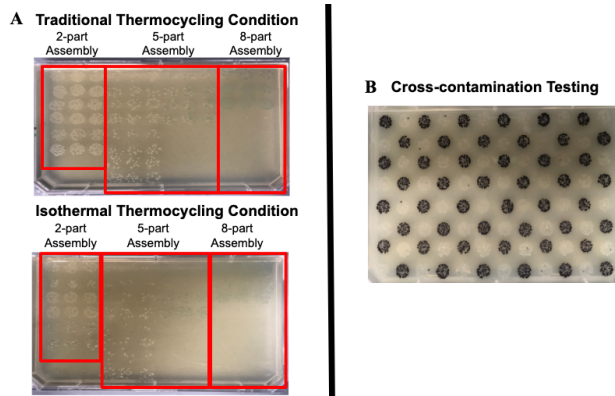 A Traditional Thermocycling Condition
2-part 5-part 8-part
Assembly Assembly Assembly
Isothermal Thermocycling Condition
2-part 5-part 8-part
Assembly Assembly Assembly
B Cross-contamination Testing